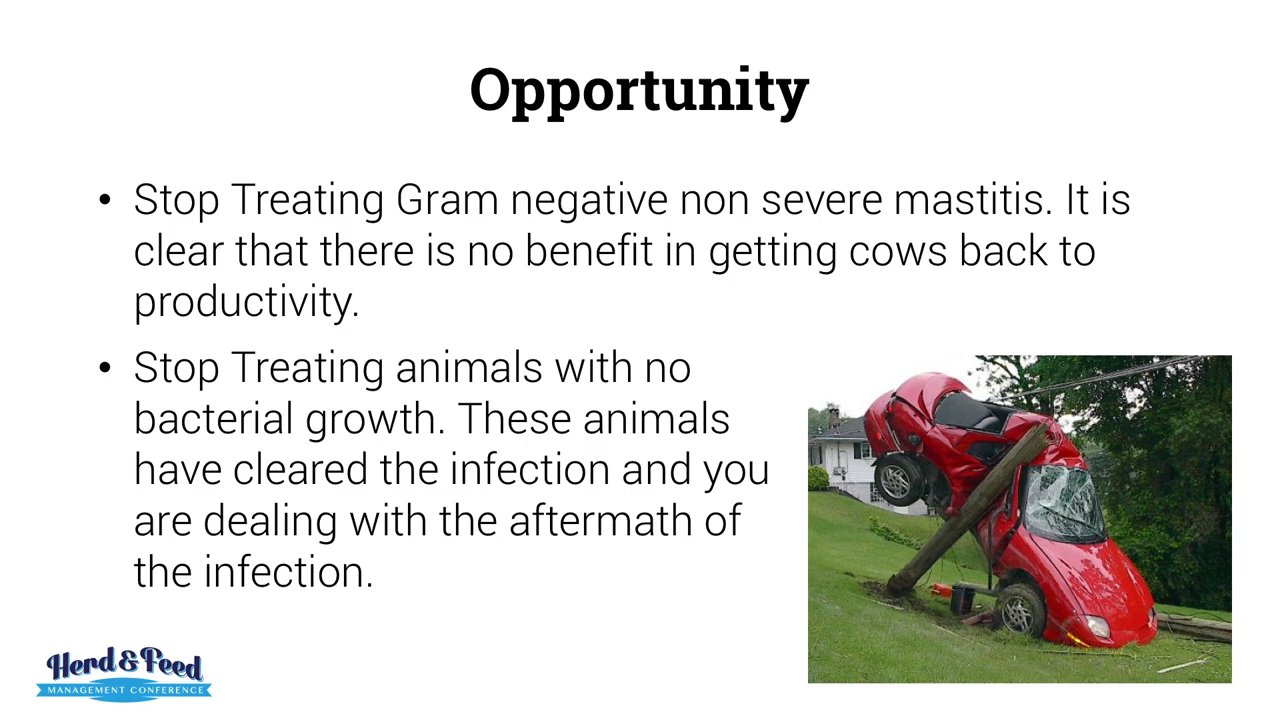 Opportunity
• Stop Treating Gram negative non severe mastitis. It is
clear that there is no benefit in getting cows back to
productivity.
• Stop Treating animals with no
bacterial growth. These animals
have cleared the infection and you
are dealing with the aftermath of
the infection.
Herd & Feed
MANAGEMENT CONFERENCE